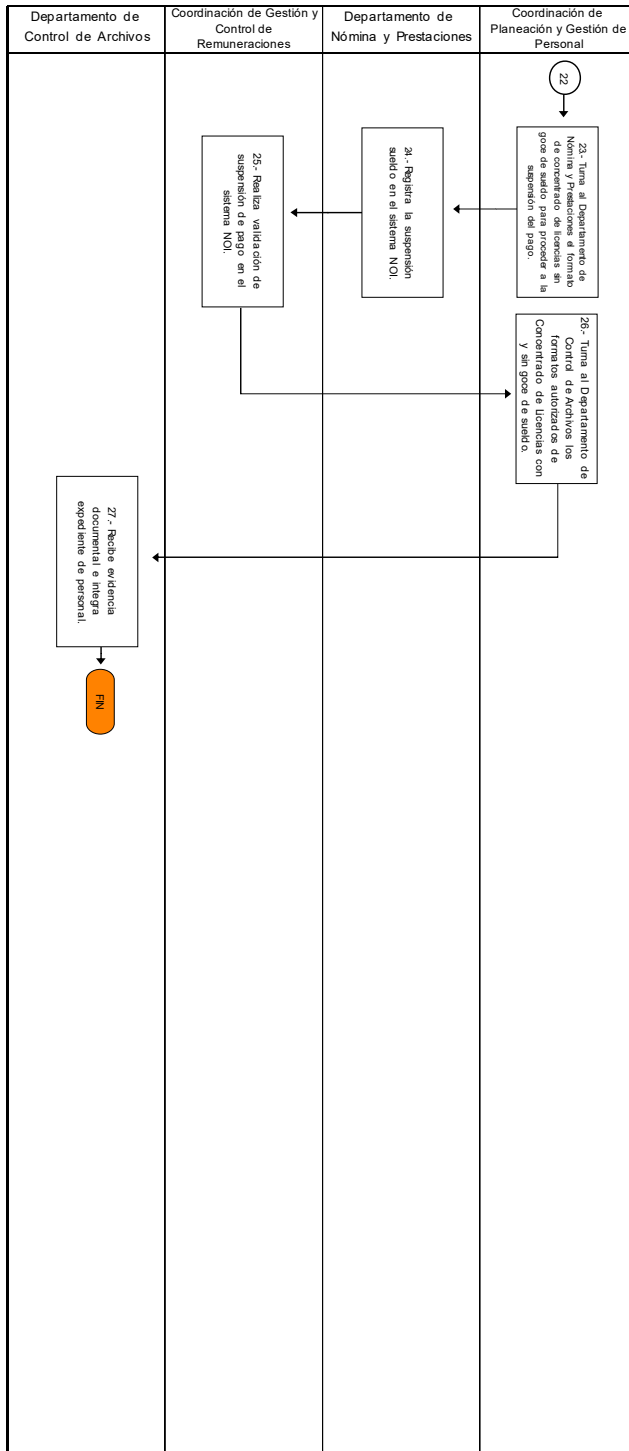 Departamento de
Control de Archivos
Coordinación de Gestión y
Control de
Remuneraciones
Departamento de
Nómina y Prestaciones
Coordinación de
Planeación y Gestión de
Personal
22
23.- Turna al Departamento de
Nómina y Prestaciones el formato
de concentrado de licencias sin
goce de sueldo para proceder a la
suspensión del pago.
24.- Registra la suspensión
sueldo en el sistema NOI.
25.- Realiza validación de
suspensión de pago en el
sistema NOI.
26.- Turna al Departamento de
Control de Archivos los
formatos autorizados de
Concentrado de Licencias con
y sin goce de sueldo.
27.- Recibe evidencia
documental e integra
expediente de personal.
FIN